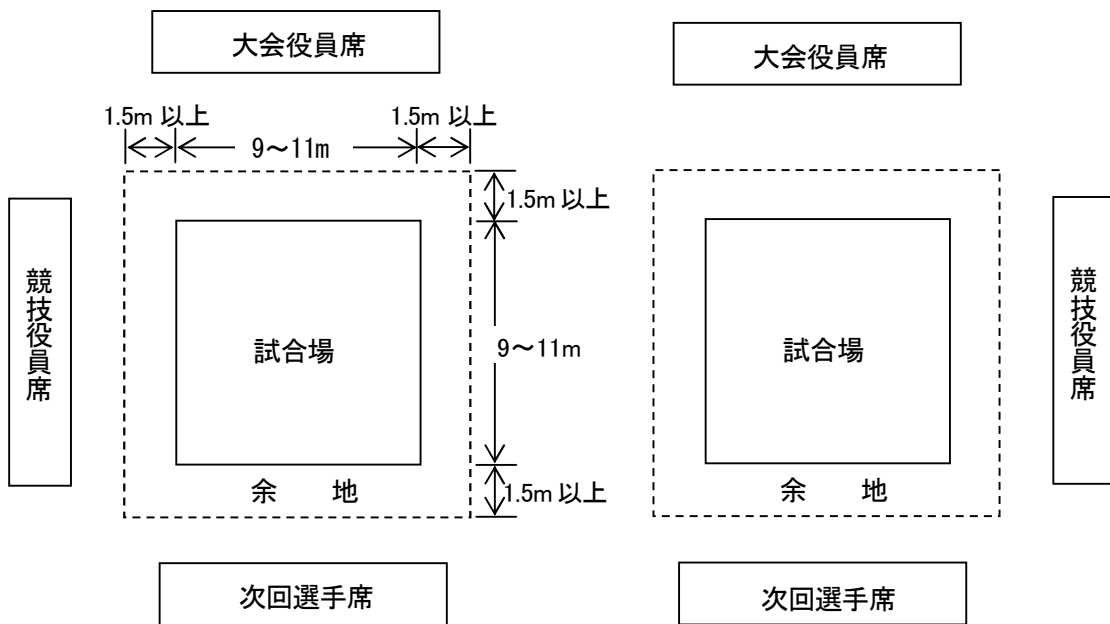 大会役員席
大会役員席
1.5m 以上
1.5m 以上
9～11m
1.5m 以上
競技役員席
試合場
9～11m
試合場
競技役員席
余 地
1.5m 以上
余 地
次回選手席
次回選手席